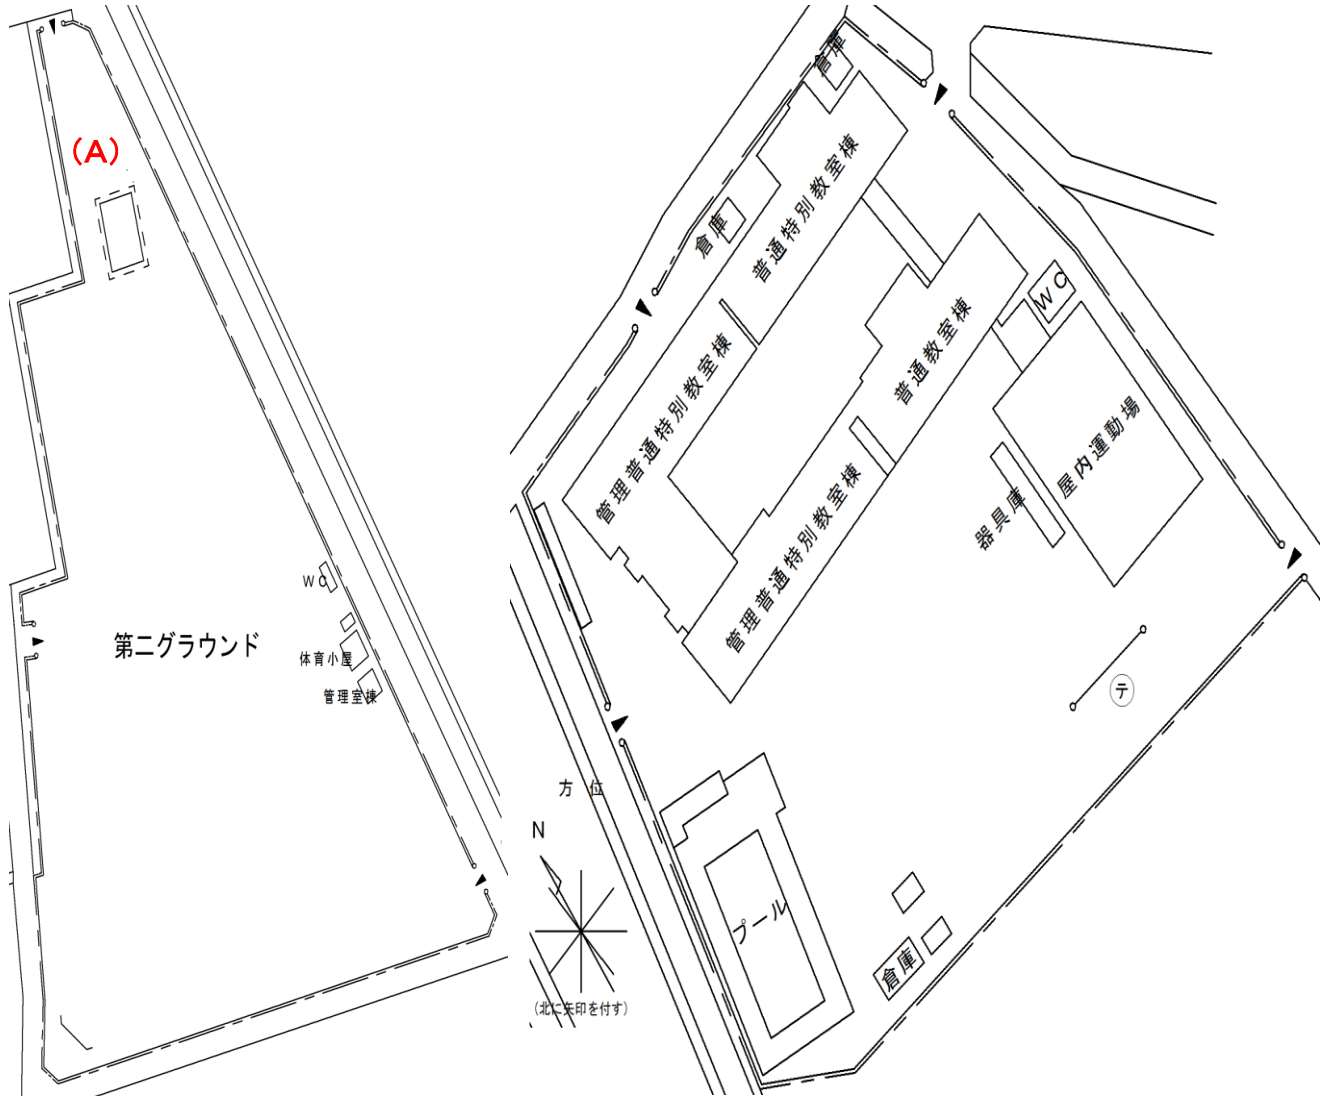 (A)
WC
第二グラウンド
体育小屋
管理室棟
倉庫
倉庫
普通特別教室棟
管理普通特別教室棟
普通教室棟
WC
管理普通特別教室棟
屋内運動場
器具庫
テ
方位
N
(北に矢印を付す)
プール
倉庫